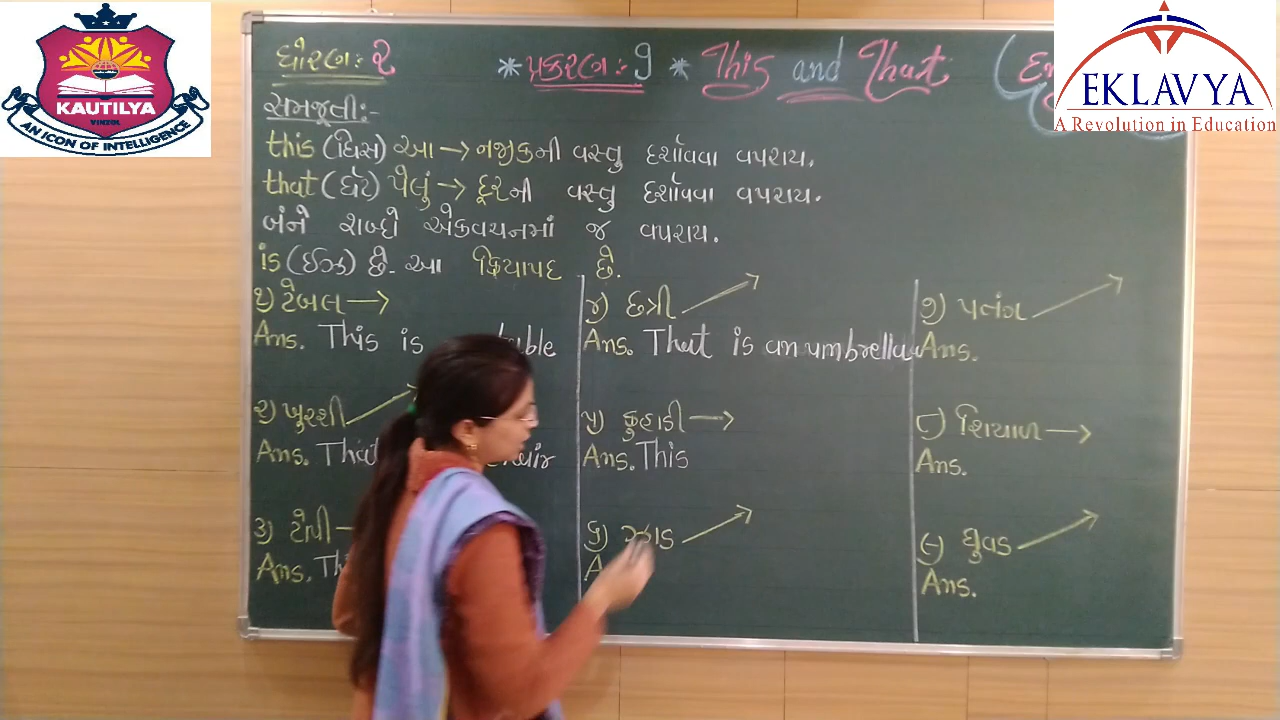 KAUTILYA
VINZOL
AN ICON OF INTELLIGENCE
EKLAVYA
A Revolution in Education
ધોરણ:- ૨ * પ્રકરણ:- 9 * This and That
સમજૂતી:-
this (ધિસ) આ → નજીકની વસ્તુ દર્શાવવા વપરાય.
that (ધૅટ) પેલું → દૂરની વસ્તુ દર્શાવવા વપરાય.
બંને શબ્દો એકવચનમાં જ વપરાય.
is (ઈઝ) છે. આ ક્રિયાપદ છે.
૧) ટેબલ →
Ans. This is table
૨) ખુરશી
Ans. That
૩) ટોપી
Ans.
૪) છત્રી
Ans. That is an umbrella
૫) કુહાડી →
Ans. This
૬) ઝાડ
૭) પતંગ
Ans.
૮) શિયાળ →
Ans.
૯) ઘુવડ
Ans.